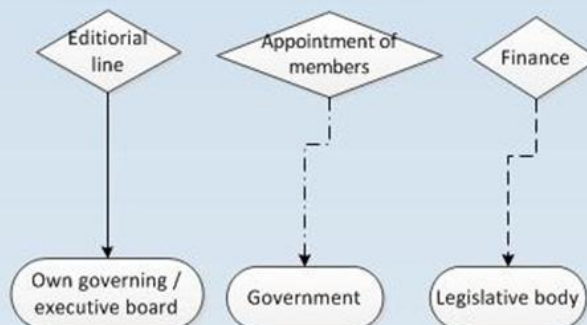 Editiorial
line
Appointment of
members
Finance
Own governing /
executive board
Government
Legislative body